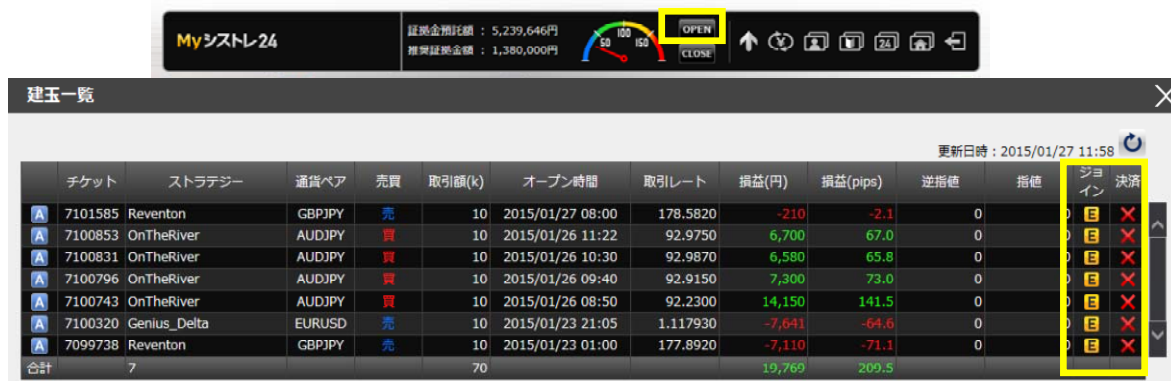 Myシストレ24
証拠金預託額 : 5,239,646円
推奨証拠金額 : 1,380,000円
50 100 150
OPEN
CLOSE
24
建玉一覧
更新日時:2015/01/27 11:58
チケット ストラテジー 通貨ペア 売買 取引額(k) オープン時間 取引レート 損益(円) 損益(pips) 逆指値 指値 ジョイン 決済
A 7101585 Reventon GBPJPY 売 10 2015/01/27 08:00 178.5820 -210 -2.1 0 0 E
A 7100853 OnTheRiver AUDJPY 買 10 2015/01/26 11:22 92.9750 6,700 67.0 0 0 E
A 7100831 OnTheRiver AUDJPY 買 10 2015/01/26 10:30 92.9870 6,580 65.8 0 0 E
A 7100796 OnTheRiver AUDJPY 買 10 2015/01/26 09:40 92.9150 7,300 73.0 0 0 E
A 7100743 OnTheRiver AUDJPY 買 10 2015/01/26 08:50 92.2300 14,150 141.5 0 0 E
A 7100320 Genius_Delta EURUSD 売 10 2015/01/23 21:05 1.117930 -7,641 -64.6 0 0 E
A 7099738 Reventon GBPJPY 売 10 2015/01/23 01:00 177.8920 -7,110 -71.1 0 0 E
合計 7 70 19,769 209.5